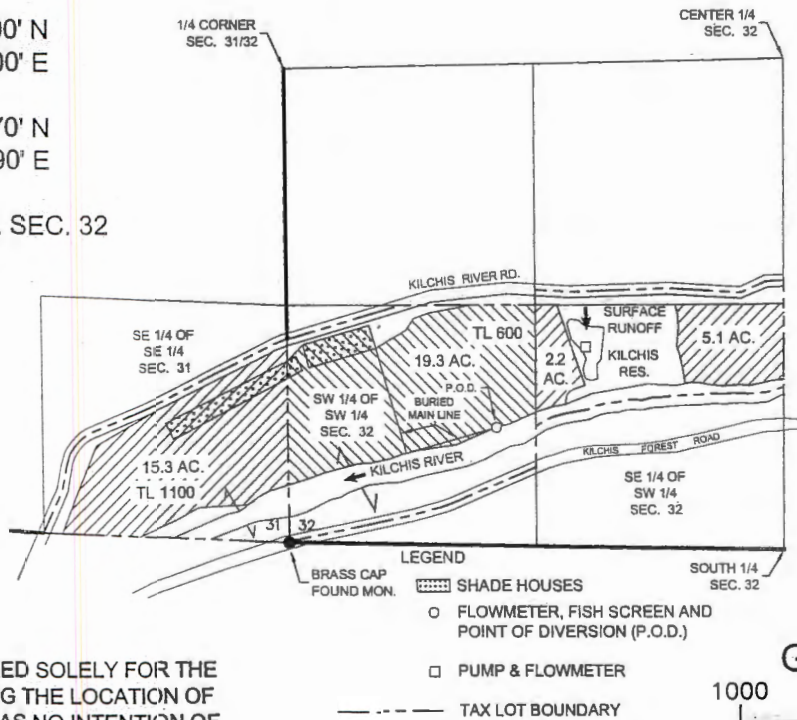 00' N
00' E
70' N
90' E
SEC. 32
1/4 CORNER
SEC. 31/32
CENTER 1/4
SEC. 32
KILCHIS RIVER RD.
SE 1/4 OF
SE 1/4
SEC. 31
SURFACE
RUNOFF
KILCHIS
RES.
TL 600
19.3 AC.
2.2
AC.
5.1 AC.
P.O.D.
SW 1/4 OF
SW 1/4
SEC. 32
BURIED
MAIN LINE
KILCHIS RIVER
KILCHIS FOREST ROAD
15.3 AC.
TL 1100
SE 1/4 OF
SW 1/4
SEC. 32
31 32
BRASS CAP
FOUND MON.
SOUTH 1/4
SEC. 32
LEGEND
SHADE HOUSES
FLOWMETER, FISH SCREEN AND
POINT OF DIVERSION (P.O.D.)
PUMP & FLOWMETER
TAX LOT BOUNDARY
ED SOLELY FOR THE
G THE LOCATION OF
AS NO INTENTION OF
G
1000